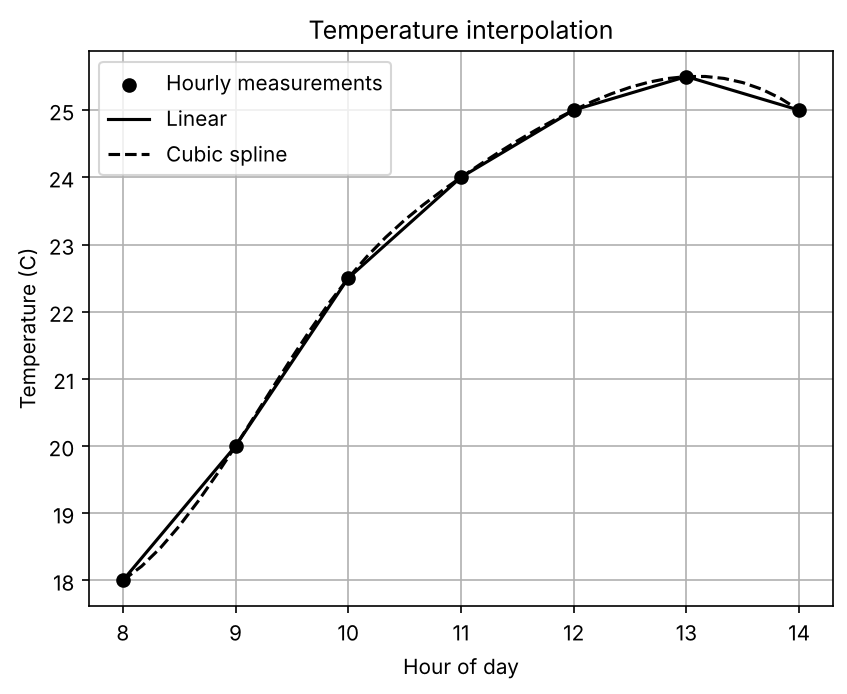 Temperature interpolation
Hourly measurements
Linear
Cubic spline
Temperature (C)
25
24
23
22
21
20
19
18
8 9 10 11 12 13 14
Hour of day